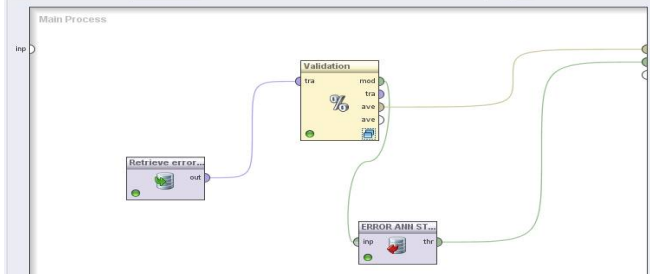 Main Process
inp
Validation
tra mod
tra
% ave
ave
Retrieve error...
out
ERROR ANN ST...
inp thr